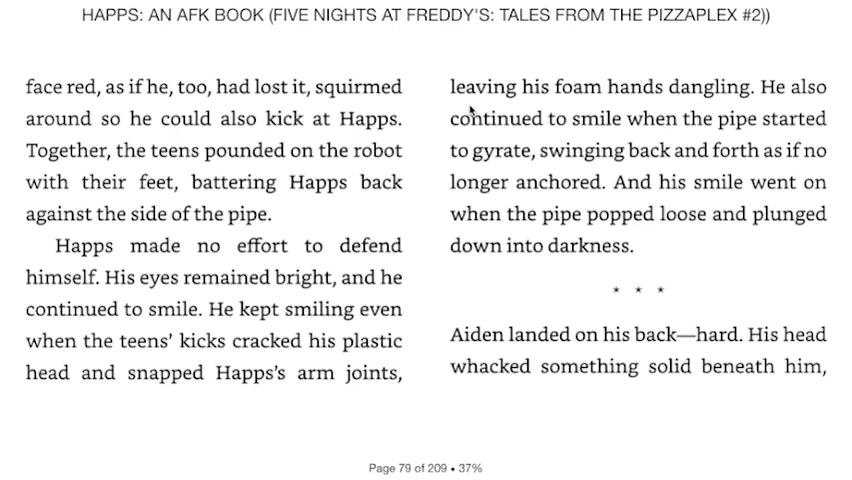 HAPPS: AN AFK BOOK (FIVE NIGHTS AT FREDDY'S: TALES FROM THE PIZZAPLEX #2))
face red, as if he, too, had lost it, squirmed
around so he could also kick at Happs.
Together, the teens pounded on the robot
with their feet, battering Happs back
against the side of the pipe.
Happs made no effort to defend
himself. His eyes remained bright, and he
continued to smile. He kept smiling even
when the teens’ kicks cracked his plastic
head and snapped Happs’s arm joints,
leaving his foam hands dangling. He also
continued to smile when the pipe started
to gyrate, swinging back and forth as if no
longer anchored. And his smile went on
when the pipe popped loose and plunged
down into darkness.
* * *
Aiden landed on his back—hard. His head
whacked something solid beneath him,
Page 79 of 209 • 37%